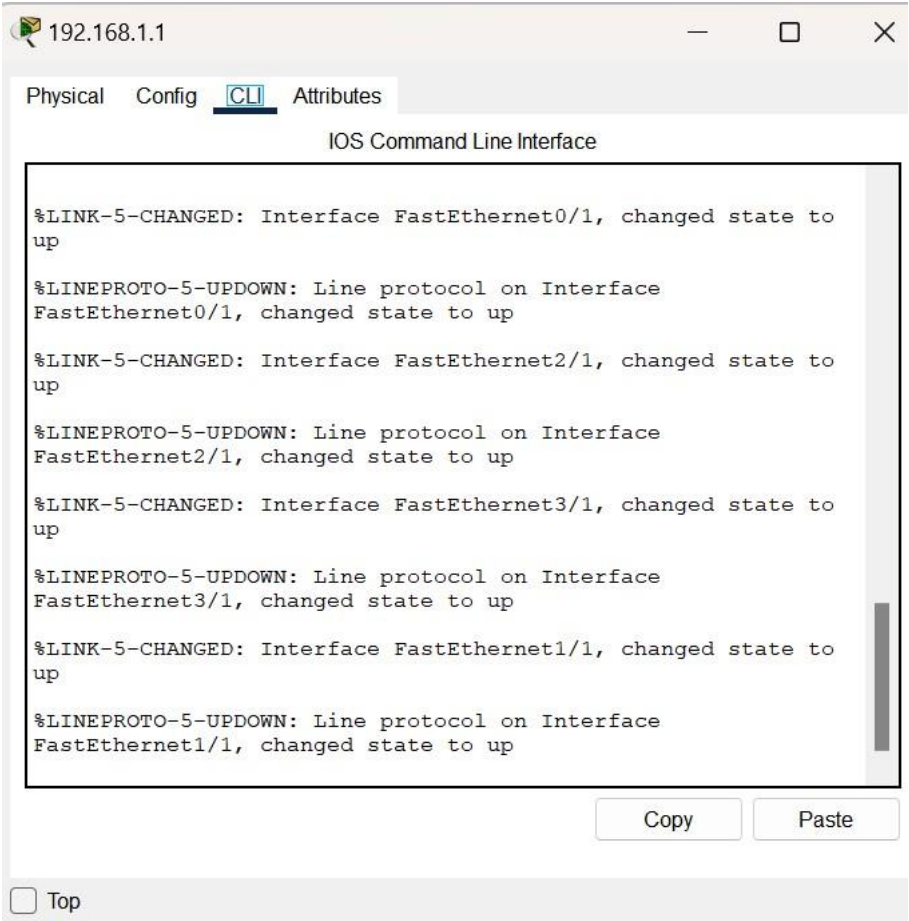 192.168.1.1
Physical Config CLI Attributes
IOS Command Line Interface
%LINK-5-CHANGED: Interface FastEthernet0/1, changed state to
up
%LINEPROTO-5-UPDOWN: Line protocol on Interface
FastEthernet0/1, changed state to up
%LINK-5-CHANGED: Interface FastEthernet2/1, changed state to
up
%LINEPROTO-5-UPDOWN: Line protocol on Interface
FastEthernet2/1, changed state to up
%LINK-5-CHANGED: Interface FastEthernet3/1, changed state to
up
%LINEPROTO-5-UPDOWN: Line protocol on Interface
FastEthernet3/1, changed state to up
%LINK-5-CHANGED: Interface FastEthernet1/1, changed state to
up
%LINEPROTO-5-UPDOWN: Line protocol on Interface
FastEthernet1/1, changed state to up
Copy Paste
Top